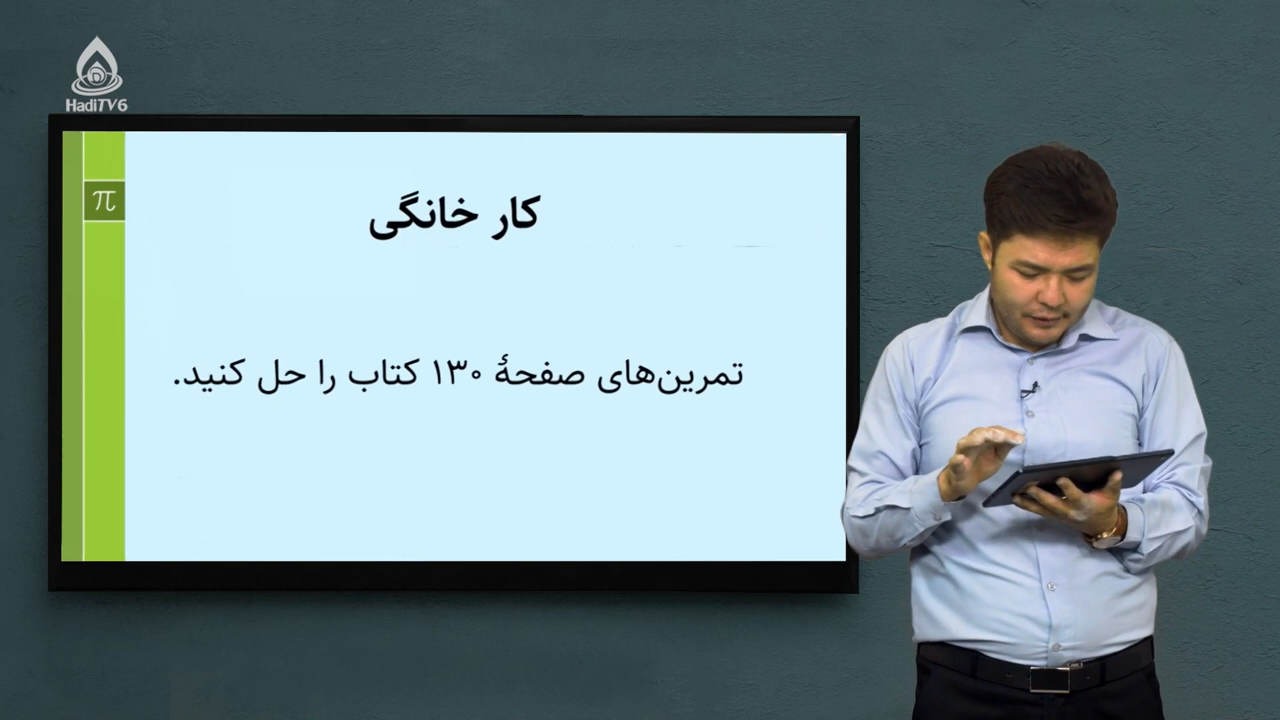 HadiTV6
π
کار خانگی
تمرین‌های صفحهٔ ۱۳۰ کتاب را حل کنید.